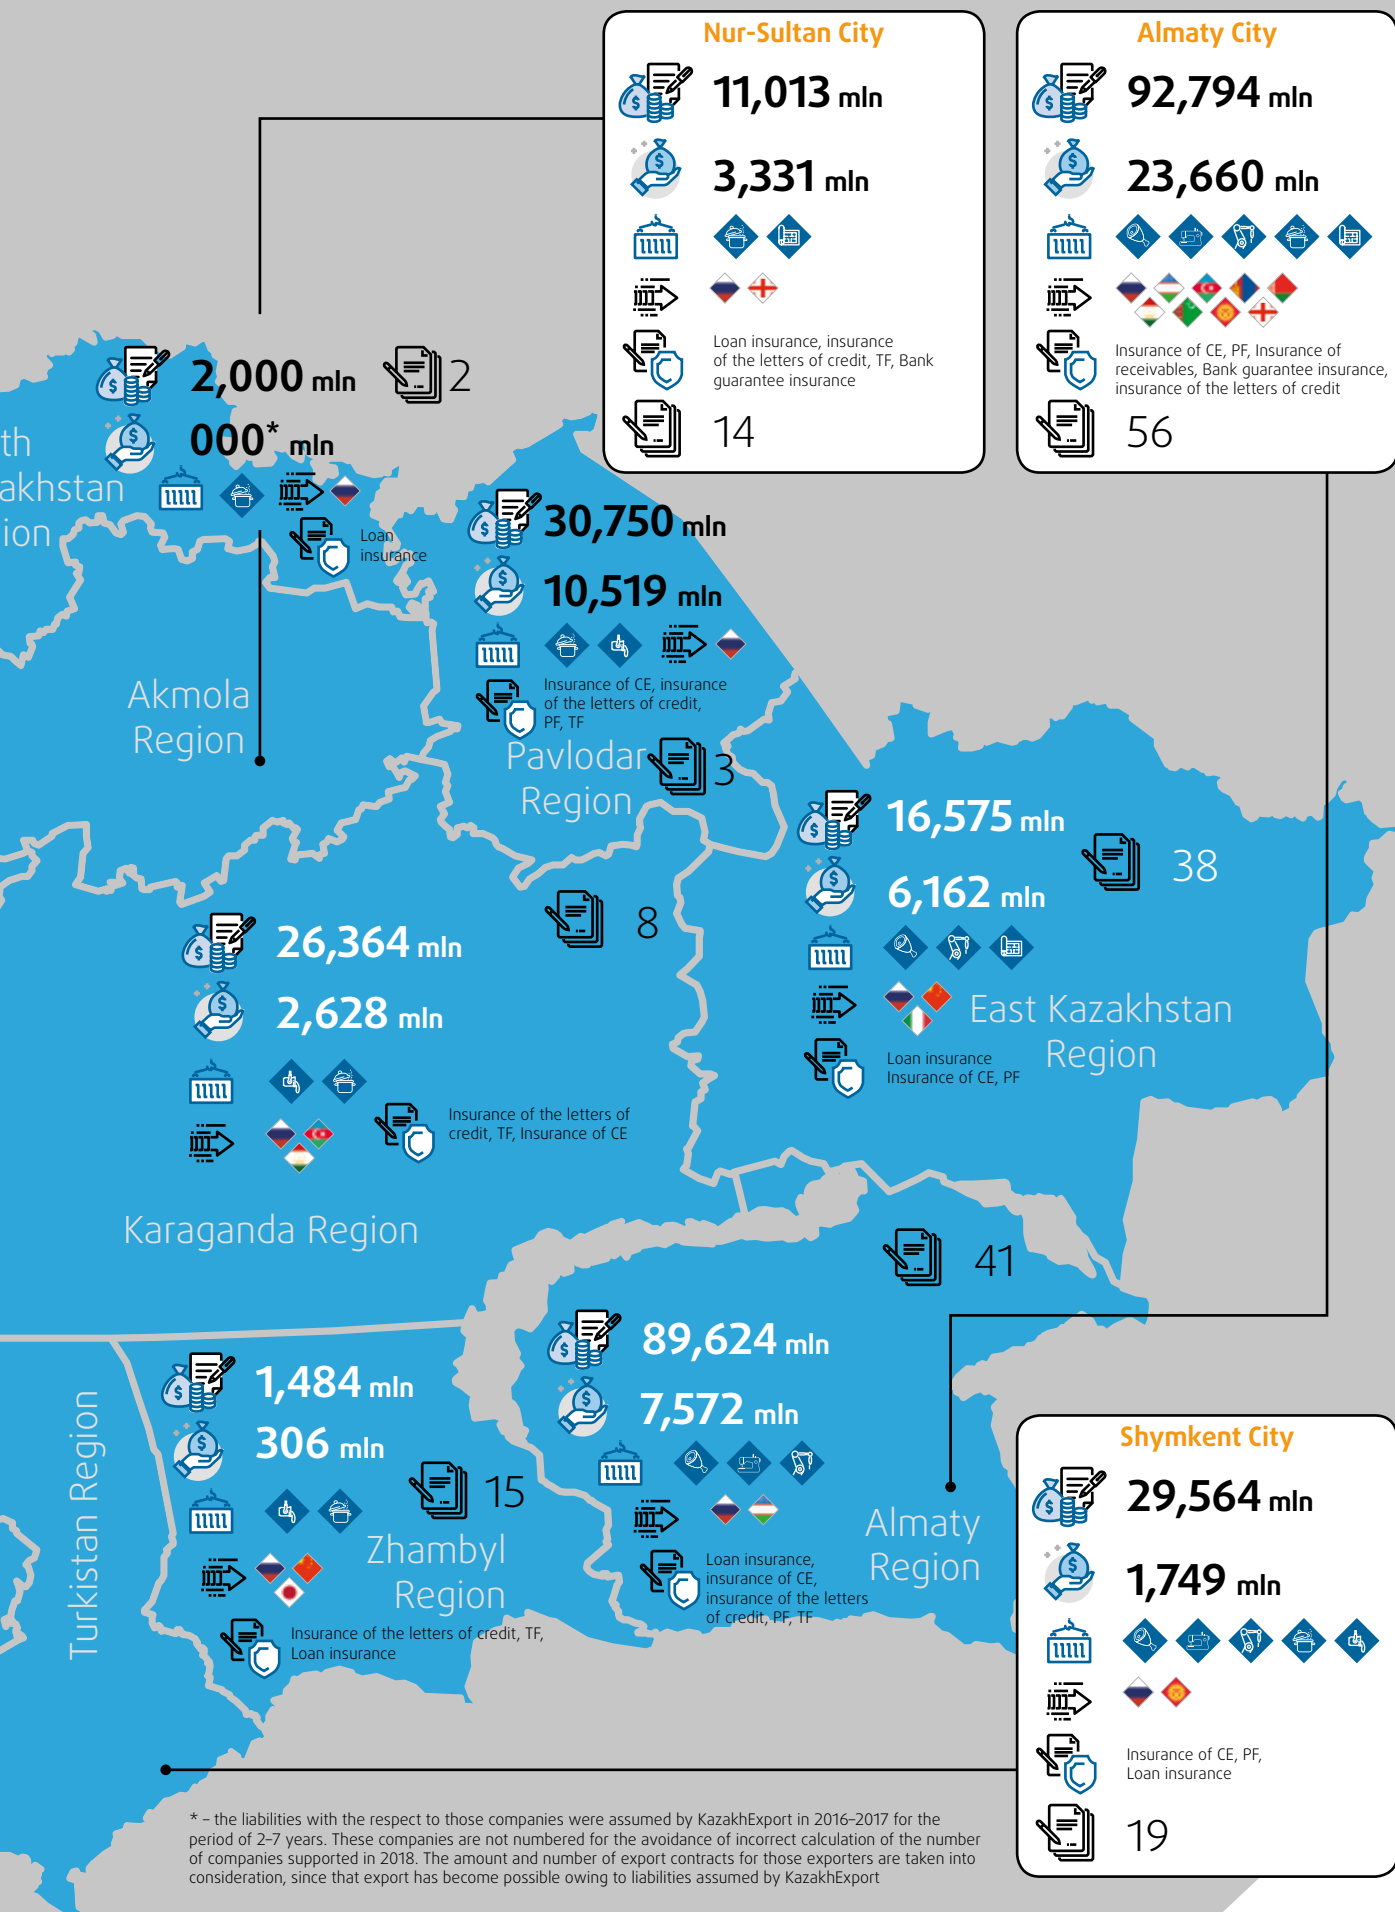 Nur-Sultan City
11,013 mln
3,331 mln
Loan insurance, insurance
of the letters of credit, TF, Bank
guarantee insurance
14
Almaty City
92,794 mln
23,660 mln
Insurance of CE, PF, Insurance of
receivables, Bank guarantee insurance,
insurance of the letters of credit
56
th
akhstan
ion
2,000 mln
2
000* mln
Loan
insurance
30,750 mln
10,519 mln
Insurance of CE, insurance
of the letters of credit,
PF, TF
Pavlodar
Region
3
Akmola
Region
16,575 mln
38
6,162 mln
East Kazakhstan
Region
Loan insurance
Insurance of CE, PF
26,364 mln
8
2,628 mln
Insurance of the letters of
credit, TF, Insurance of CE
Karaganda Region
41
89,624 mln
7,572 mln
Loan insurance,
insurance of CE,
insurance of the letters
of credit, PF, TF
Almaty
Region
1,484 mln
306 mln
15
Zhambyl
Region
Insurance of the letters of credit, TF,
Loan insurance
Turkistan Region
Shymkent City
29,564 mln
1,749 mln
Insurance of CE, PF,
Loan insurance
19
* – the liabilities with the respect to those companies were assumed by KazakhExport in 2016–2017 for the
period of 2–7 years. These companies are not numbered for the avoidance of incorrect calculation of the number
of companies supported in 2018. The amount and number of export contracts for those exporters are taken into
consideration, since that export has become possible owing to liabilities assumed by KazakhExport